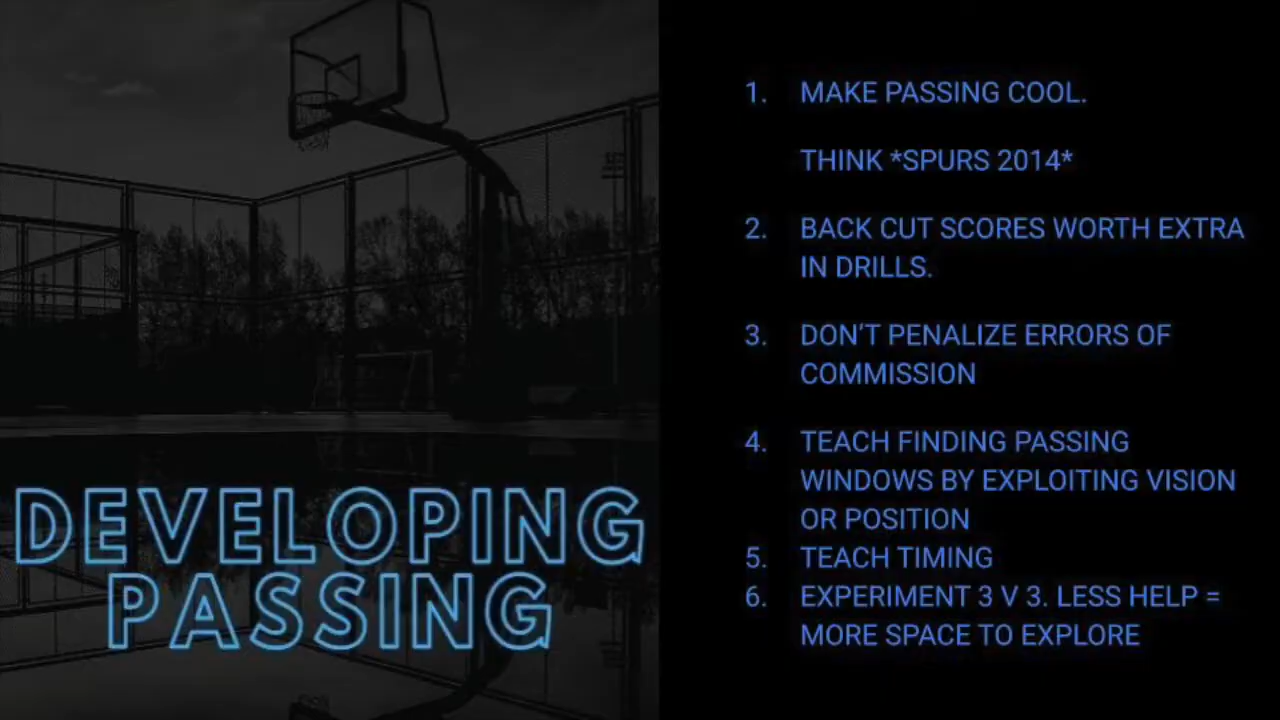 DEVELOPING
PASSING
1. MAKE PASSING COOL.
THINK *SPURS 2014*
2. BACK CUT SCORES WORTH EXTRA
IN DRILLS.
3. DON'T PENALIZE ERRORS OF
COMMISSION
4. TEACH FINDING PASSING
WINDOWS BY EXPLOITING VISION
OR POSITION
5. TEACH TIMING
6. EXPERIMENT 3 V 3. LESS HELP =
MORE SPACE TO EXPLORE